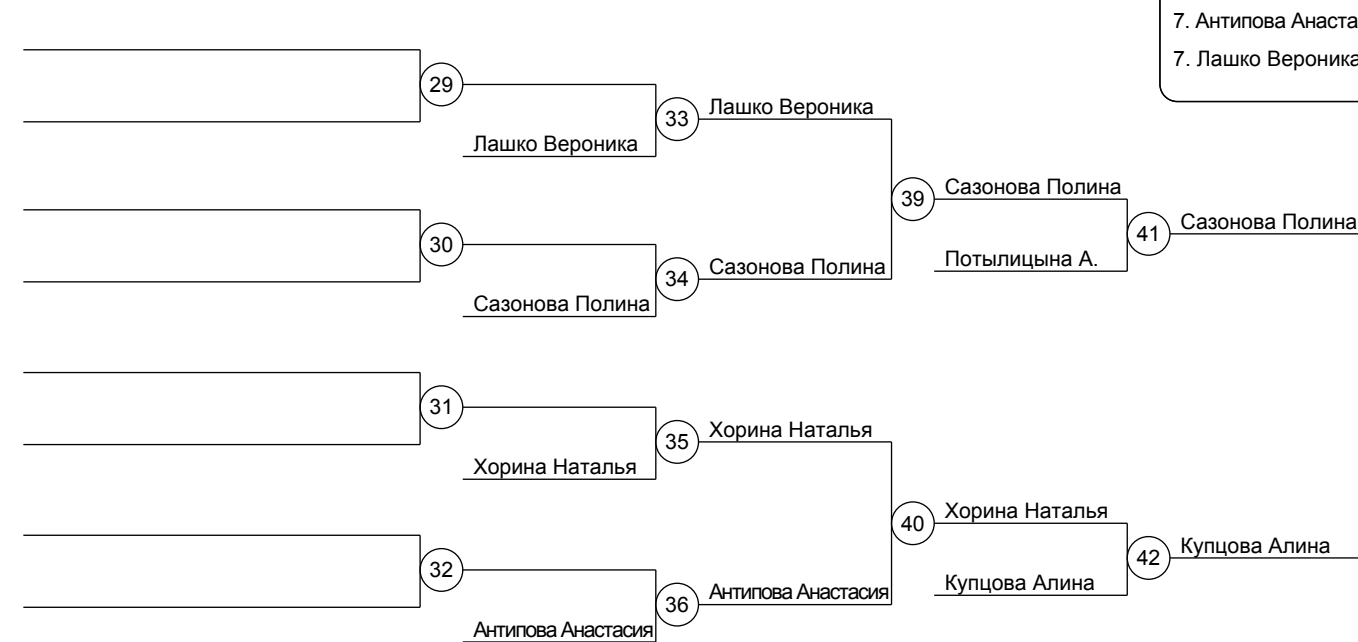 7. Антипова Анаста
7. Лашко Вероника
29
33
Лашко Вероника
Лашко Вероника
39
Сазонова Полина
41
Сазонова Полина
30
34
Сазонова Полина
Потылицына А.
Сазонова Полина
31
35
Хорина Наталья
Хорина Наталья
40
Хорина Наталья
42
Купцова Алина
32
36
Антипова Анастасия
Купцова Алина
Антипова Анастасия